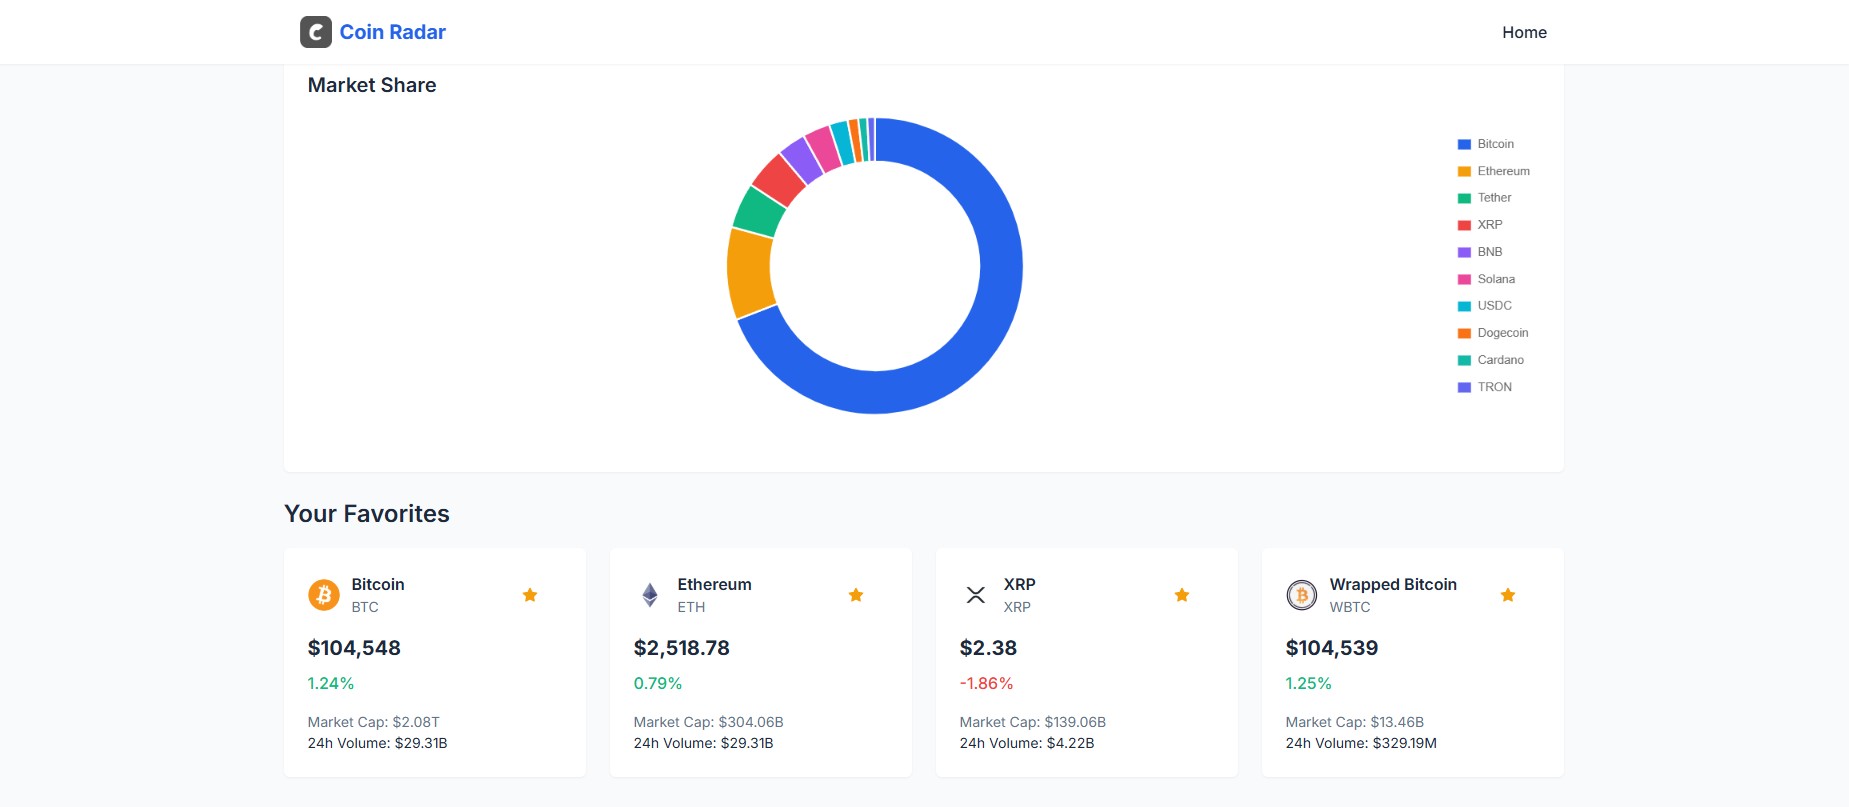 Coin Radar
Home
Market Share
Bitcoin
Ethereum
Tether
XRP
BNB
Solana
USDC
Dogecoin
Cardano
TRON
Your Favorites
Bitcoin
BTC
$104,548
1.24%
Market Cap: $2.08T
24h Volume: $29.31B
Ethereum
ETH
$2,518.78
0.79%
Market Cap: $304.06B
24h Volume: $29.31B
XRP
XRP
$2.38
-1.86%
Market Cap: $139.06B
24h Volume: $4.22B
Wrapped Bitcoin
WBTC
$104,539
1.25%
Market Cap: $13.46B
24h Volume: $329.19M